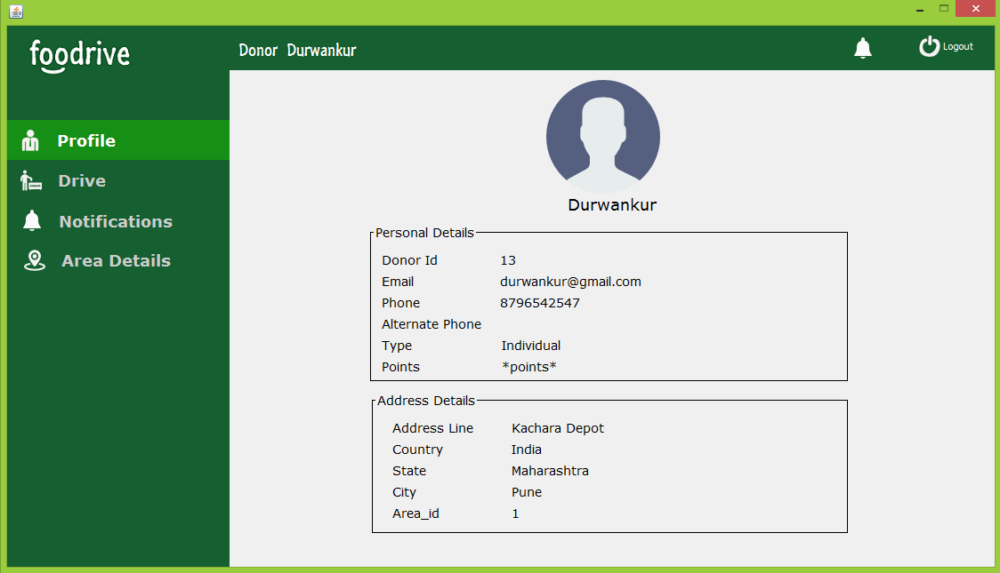 foodrive
Donor Durwankur
Logout
Profile
Drive
Notifications
Area Details
Durwankur
Personal Details
Donor Id 13
Email durwankur@gmail.com
Phone 8796542547
Alternate Phone
Type Individual
Points *points*
Address Details
Address Line Kachara Depot
Country India
State Maharashtra
City Pune
Area_id 1